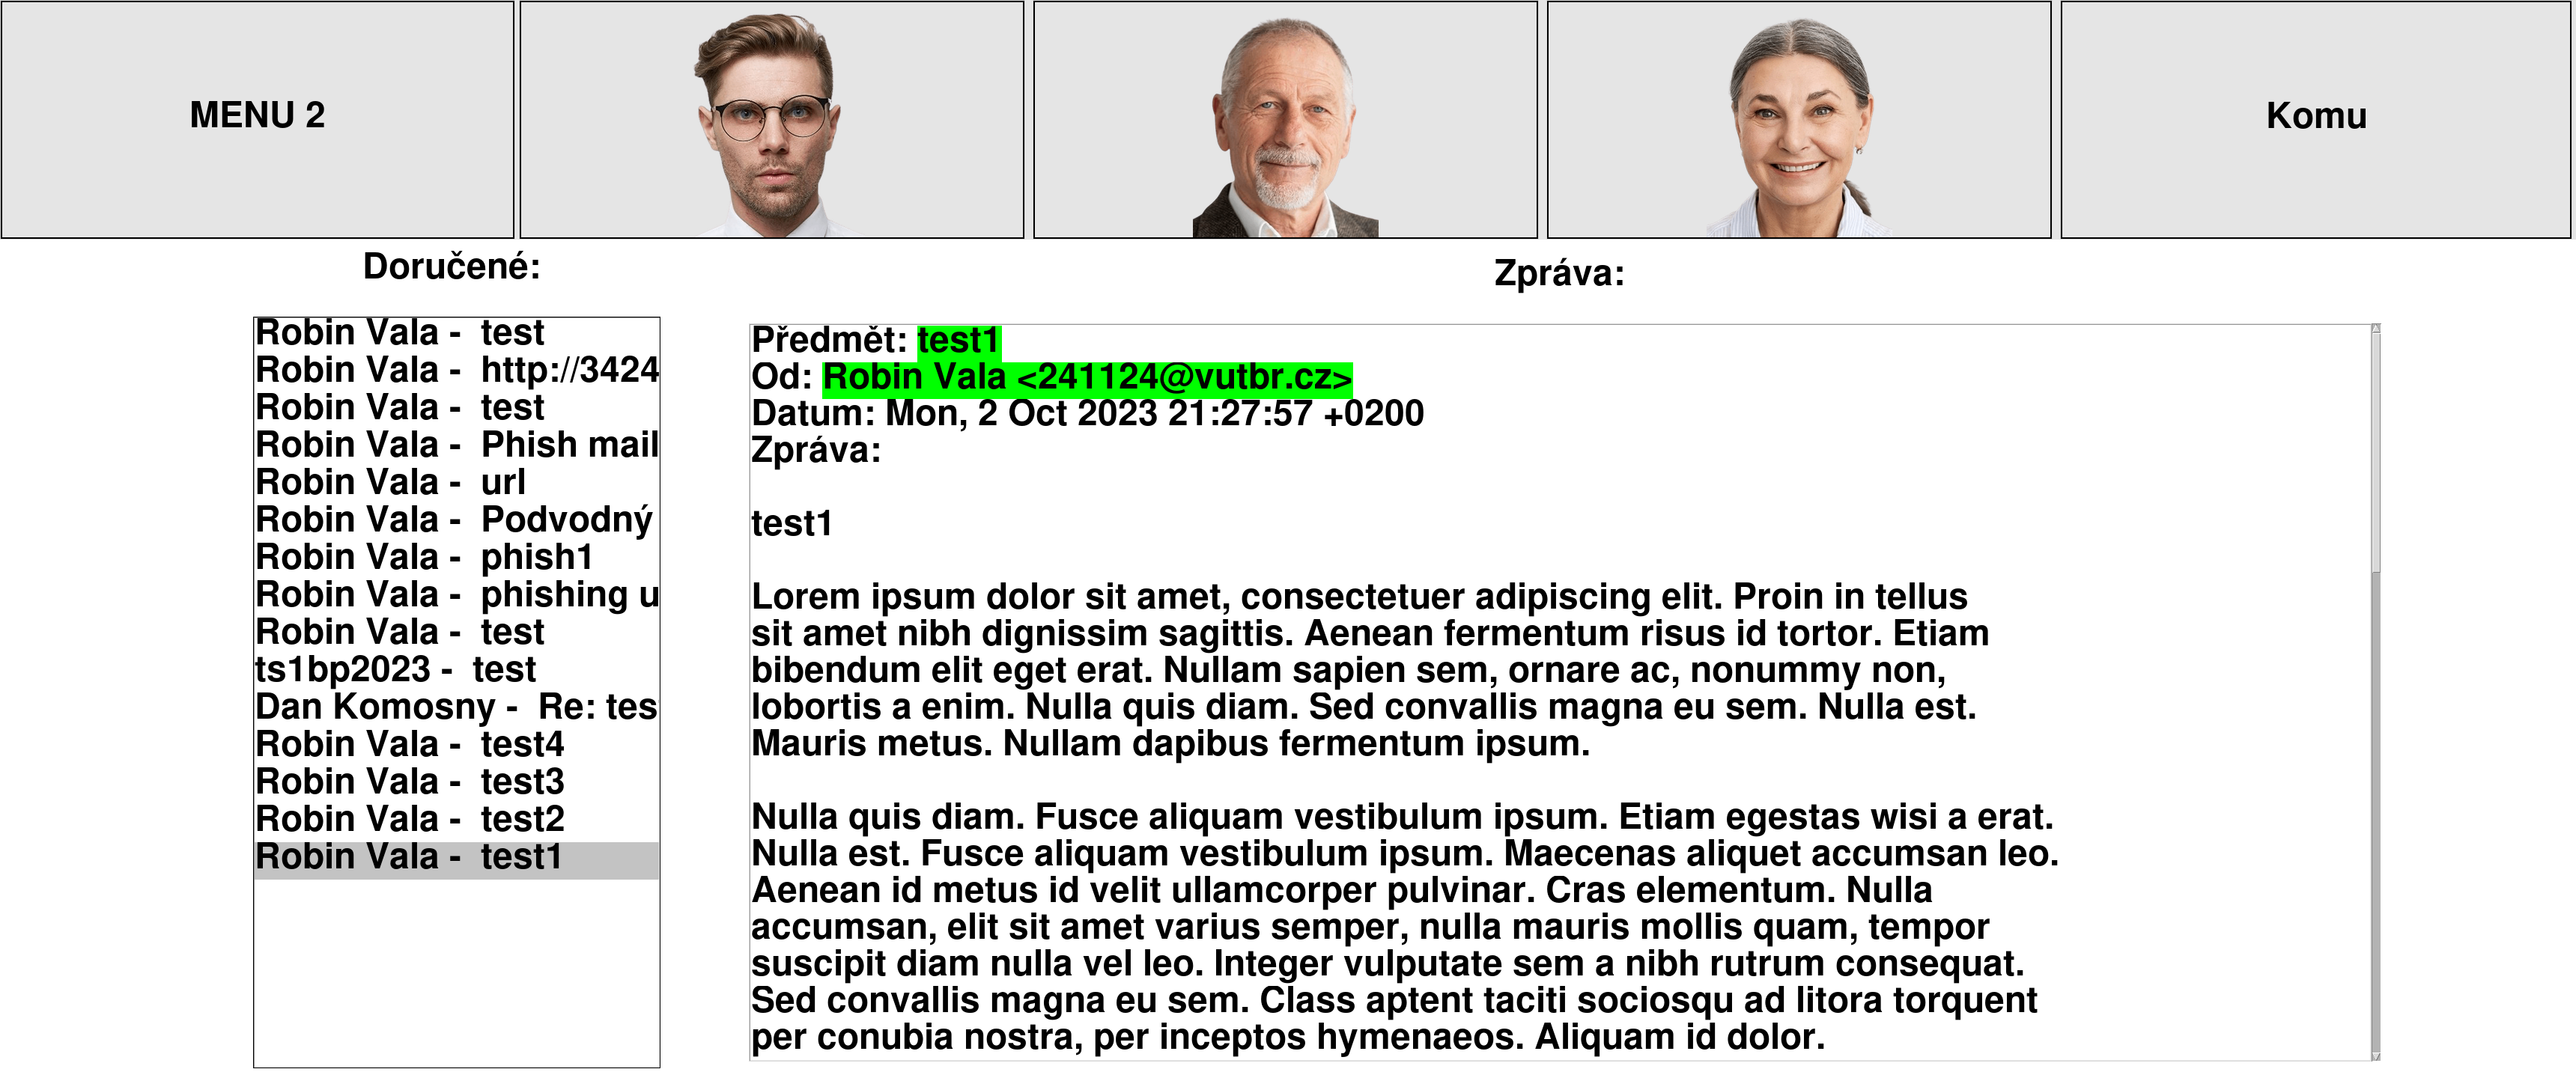 MENU 2
Komu
Doručené:
Robin Vala -  test
Robin Vala -  http://3424
Robin Vala -  test
Robin Vala -  Phish mail
Robin Vala -  url
Robin Vala -  Podvodný
Robin Vala -  phish1
Robin Vala -  phishing u
Robin Vala -  test
ts1bp2023 -  test
Dan Komosny -  Re: tes
Robin Vala -  test4
Robin Vala -  test3
Robin Vala -  test2
Robin Vala -  test1
Zpráva:
Předmět: test1
Od: Robin Vala <241124@vutbr.cz>
Datum: Mon, 2 Oct 2023 21:27:57 +0200
Zpráva:
test1
Lorem ipsum dolor sit amet, consectetuer adipiscing elit. Proin in tellus
sit amet nibh dignissim sagittis. Aenean fermentum risus id tortor. Etiam
bibendum elit eget erat. Nullam sapien sem, ornare ac, nonummy non,
lobortis a enim. Nulla quis diam. Sed convallis magna eu sem. Nulla est.
Mauris metus. Nullam dapibus fermentum ipsum.
Nulla quis diam. Fusce aliquam vestibulum ipsum. Etiam egestas wisi a erat.
Nulla est. Fusce aliquam vestibulum ipsum. Maecenas aliquet accumsan leo.
Aenean id metus id velit ullamcorper pulvinar. Cras elementum. Nulla
accumsan, elit sit amet varius semper, nulla mauris mollis quam, tempor
suscipit diam nulla vel leo. Integer vulputate sem a nibh rutrum consequat.
Sed convallis magna eu sem. Class aptent taciti sociosqu ad litora torquent
per conubia nostra, per inceptos hymenaeos. Aliquam id dolor.